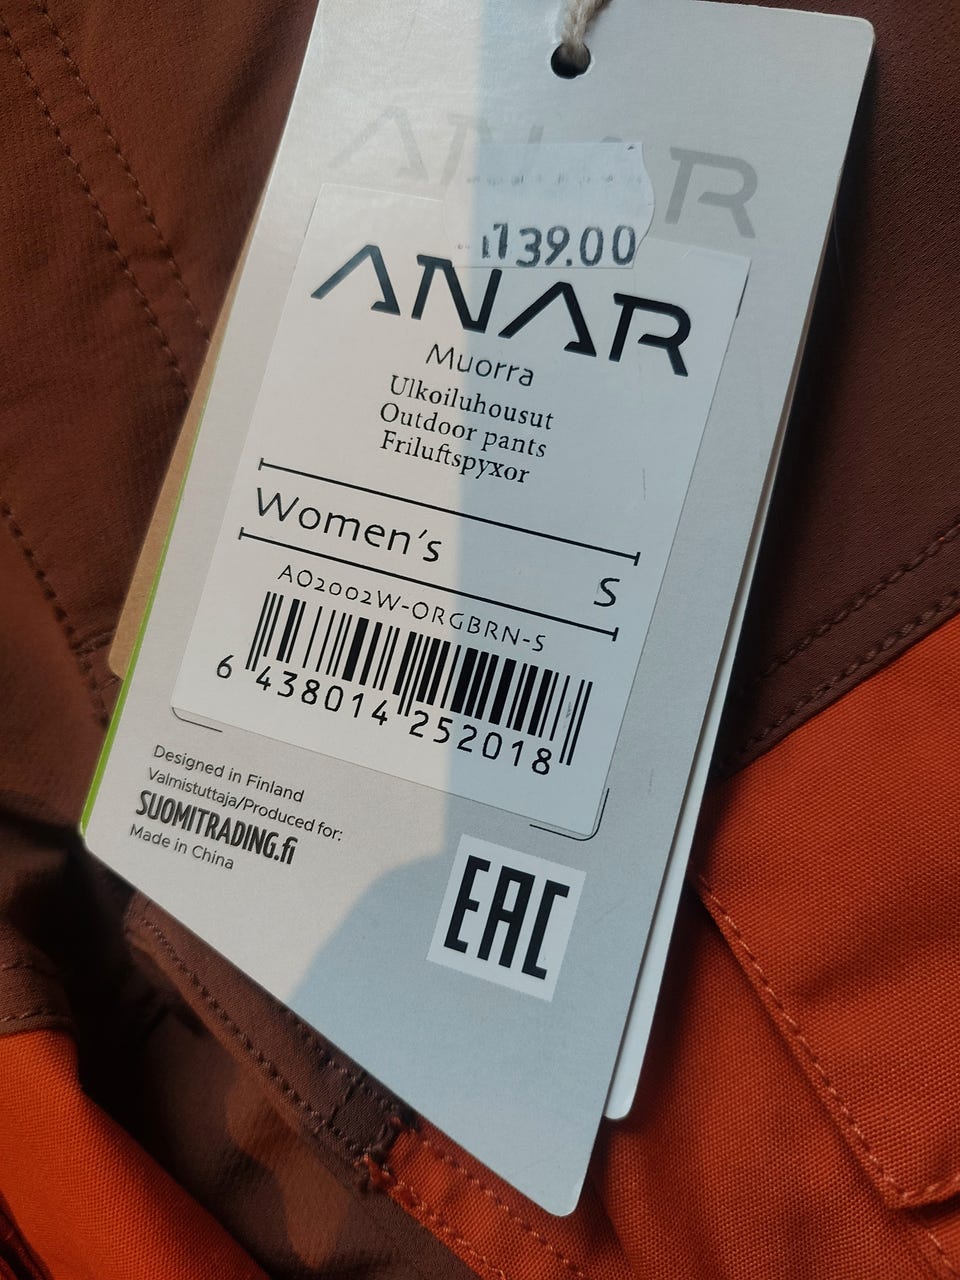 ANAR
139.00
ANAR
Muorra
Ulkoiluhousut
Outdoor pants
Friluftspyxor
Women's
S
AO2002W-ORGBRN-S
6 438014 252018
Designed in Finland
Valmistuttaja/Produced for:
SUOMITRADING.fi
Made in China
EAC